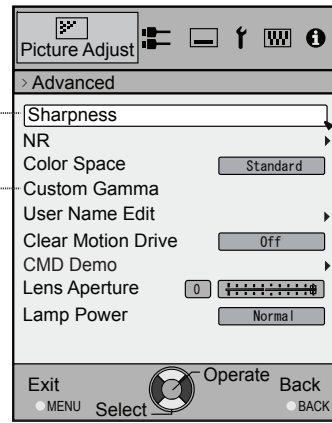 Picture Adjust
> Advanced
Sharpness
NR
Color Space Standard
Custom Gamma
User Name Edit
Clear Motion Drive Off
CMD Demo
Lens Aperture 0
Lamp Power Normal
Exit Operate Back
MENU Select BACK